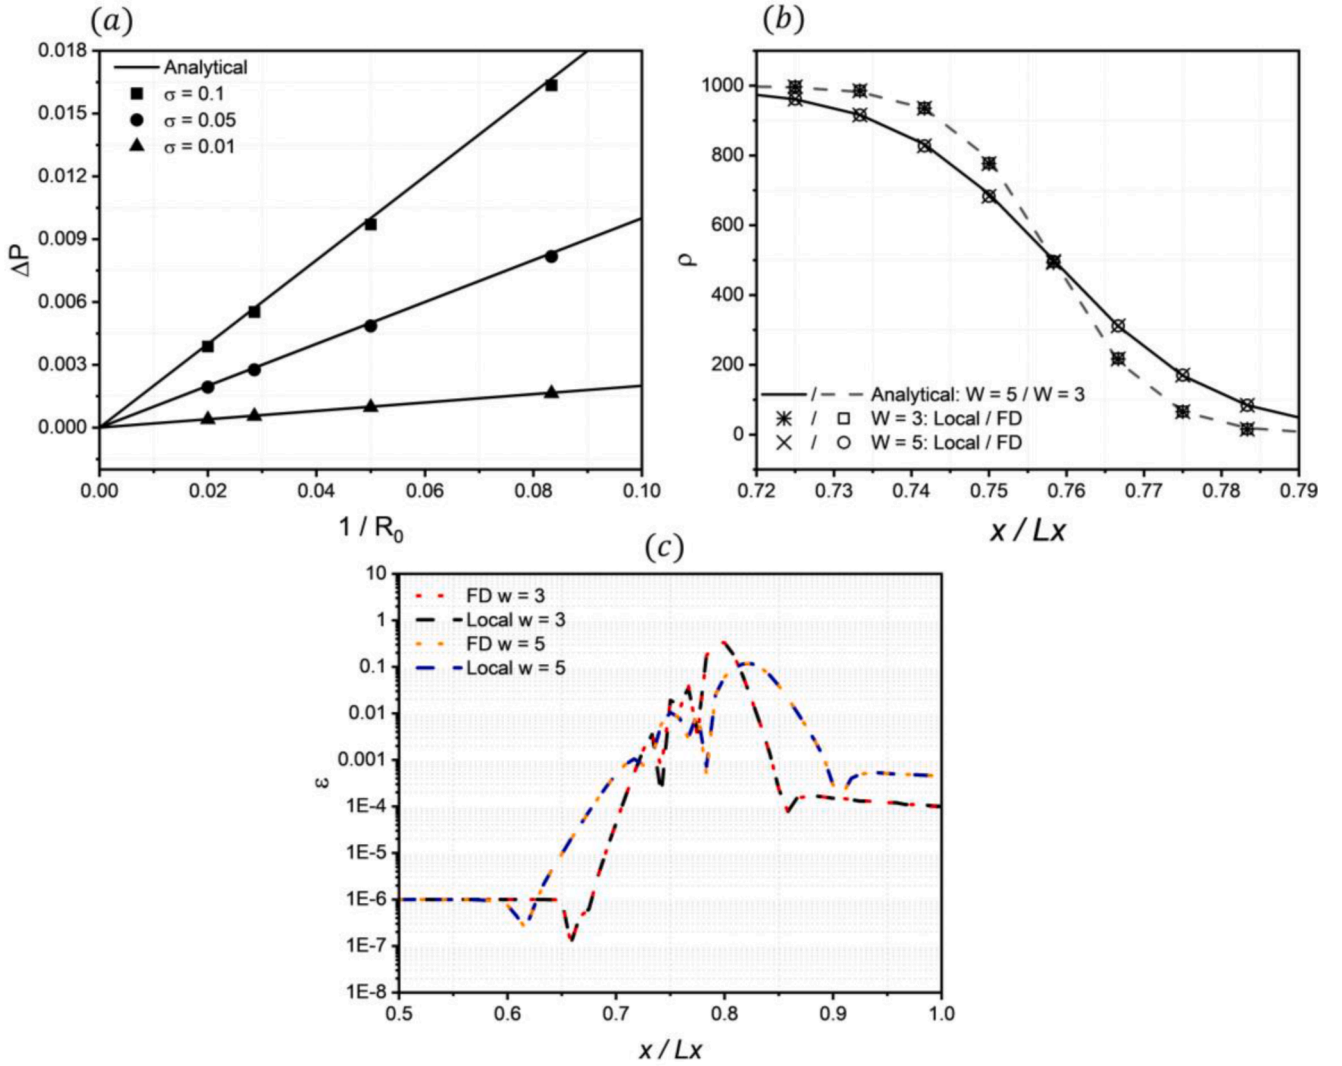 (a)
0.018
0.015
0.012
0.009
0.006
0.003
0.000
ΔP
Analytical
σ = 0.1
σ = 0.05
σ = 0.01
0.00 0.02 0.04 0.06 0.08 0.10
1 / R₀
(b)
1000
800
600
400
200
0
ρ
/ Analytical: W = 5 / W = 3
/ W = 3: Local / FD
/ W = 5: Local / FD
0.72 0.73 0.74 0.75 0.76 0.77 0.78 0.79
x / Lx
(c)
10
1
0.1
0.01
0.001
1E-4
1E-5
1E-6
1E-7
1E-8
ε
FD w = 3
Local w = 3
FD w = 5
Local w = 5
0.5 0.6 0.7 0.8 0.9 1.0
x / Lx